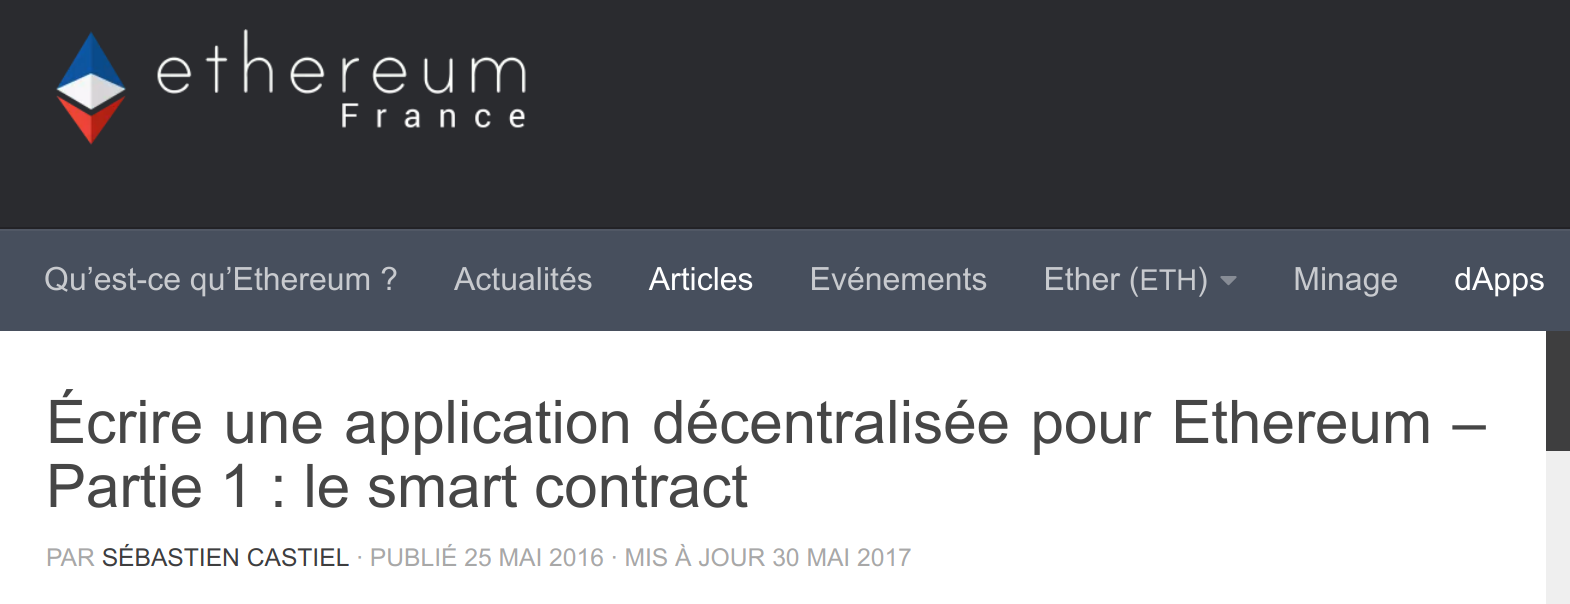 ethereum
France
Qu’est-ce qu’Ethereum ? Actualités Articles Evénements Ether (ETH) Minage dApps
Écrire une application décentralisée pour Ethereum –
Partie 1 : le smart contract
PAR SÉBASTIEN CASTIEL · PUBLIÉ 25 MAI 2016 · MIS À JOUR 30 MAI 2017